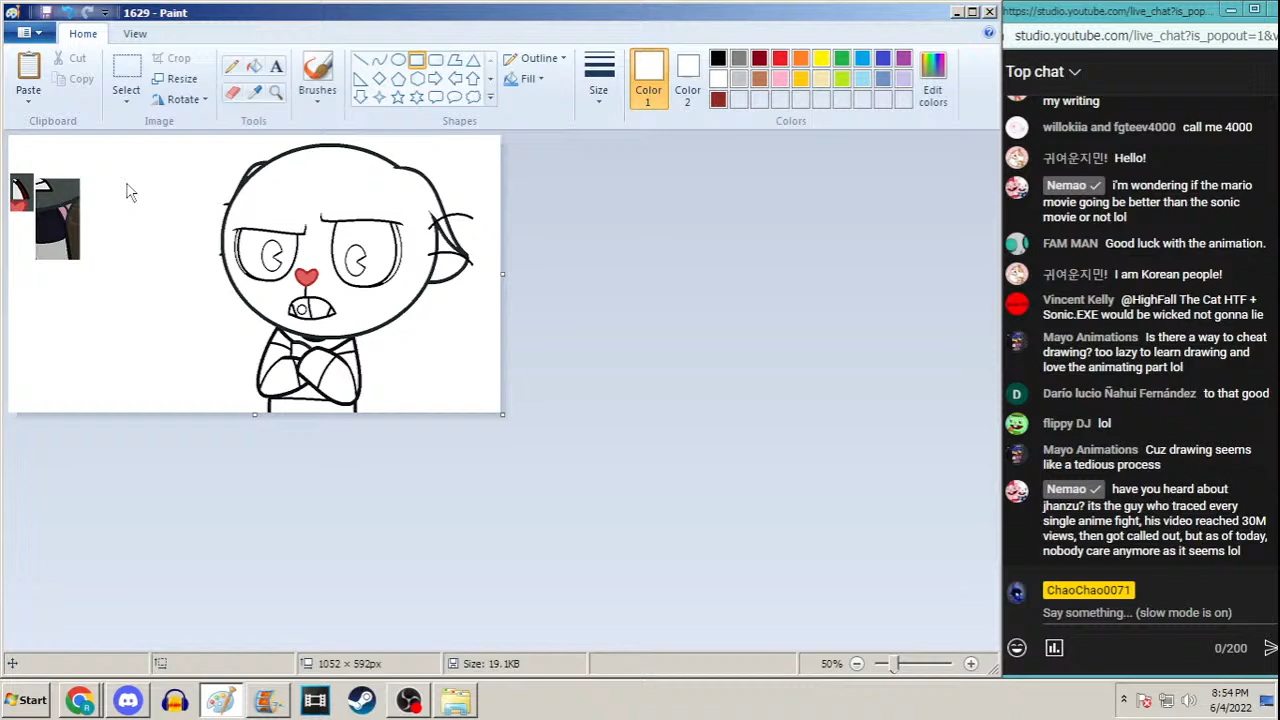 1629 - Paint
Home
View
Paste
Cut
Copy
Clipboard
Select
Crop
Resize
Rotate
Image
Tools
Brushes
Shapes
Outline
Fill
Size
Color 1
Color 2
Edit colors
Colors
1052 × 592px
Size: 19.1KB
50%
https://studio.youtube.com/live_chat?is_pop...
studio.youtube.com/live_chat?is_popout=1&v
Top chat
my writing
willokiia and fgteev4000 call me 4000
귀여운지민! Hello!
Nemao i'm wondering if the mario
movie going be better than the sonic
movie or not lol
FAM MAN Good luck with the animation.
귀여운지민! I am Korean people!
Vincent Kelly @HighFall The Cat HTF +
Sonic.EXE would be wicked not gonna lie
Mayo Animations Is there a way to cheat
drawing? too lazy to learn drawing and
love the animating part lol
D Darío lucio Ñahui Fernández to that good
flippy DJ lol
Mayo Animations Cuz drawing seems
like a tedious process
Nemao have you heard about
jhanzu? its the guy who traced every
single anime fight, his video reached 30M
views, then got called out, but as of today,
nobody care anymore as it seems lol
ChaoChao0071
Say something... (slow mode is on)
0/200
Start
8:54 PM
6/4/2022